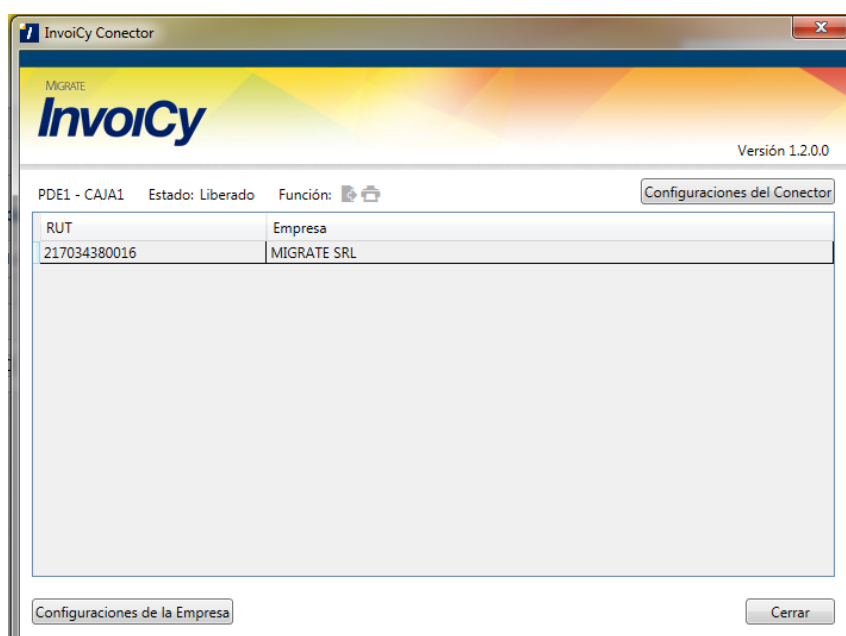 InvoiCy Conector
MIGRATE
InvoiCy
Versión 1.2.0.0
PDE1 - CAJA1 Estado: Liberado Función: Configuraciones del Conector
RUT Empresa
217034380016 MIGRATE SRL
Configuraciones de la Empresa Cerrar